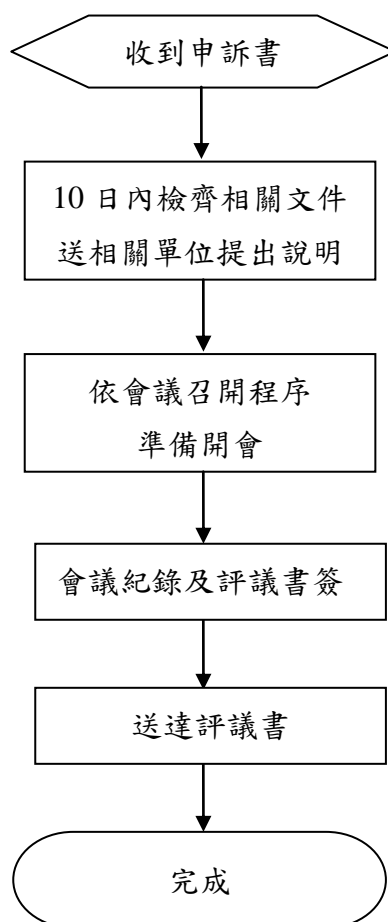 收到申訴書
10 日內檢齊相關文件
送相關單位提出說明
依會議召開程序
準備開會
會議紀錄及評議書簽
送達評議書
完成